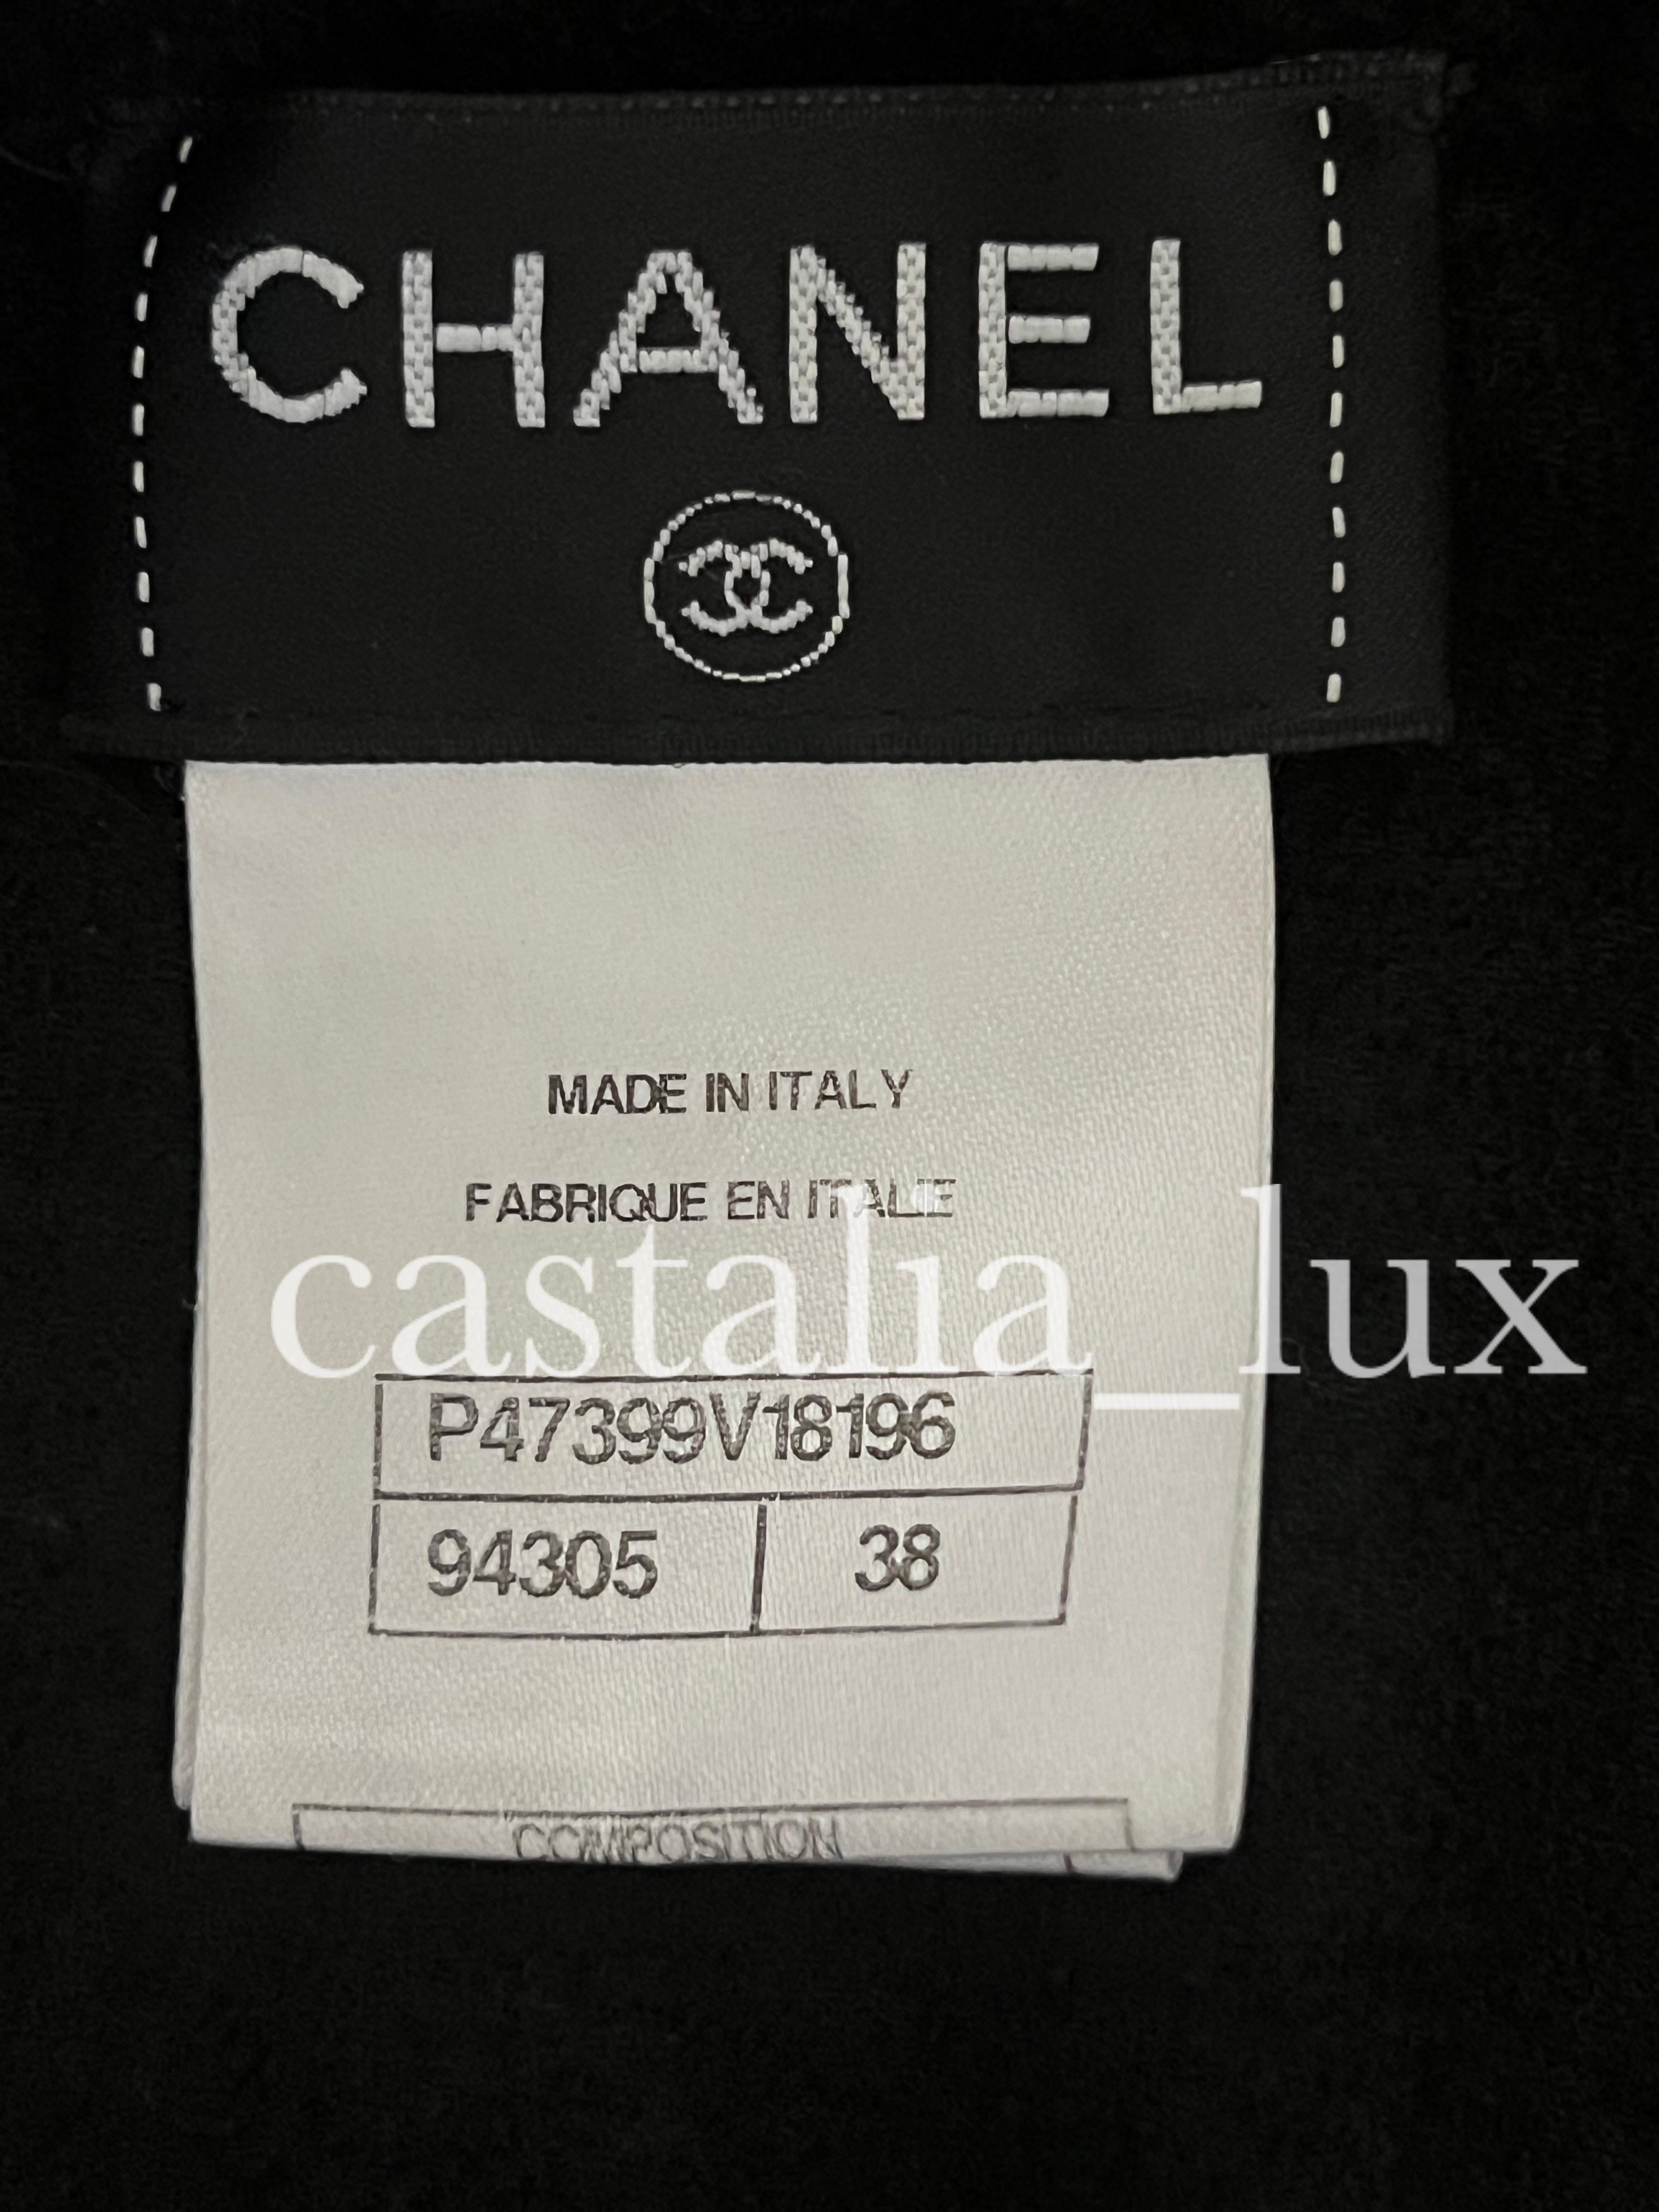 CHANEL
MADE IN ITALY
FABRIQUE EN ITALIE
castalia_lux
P47399V18196
94305 38
COMPOSITION